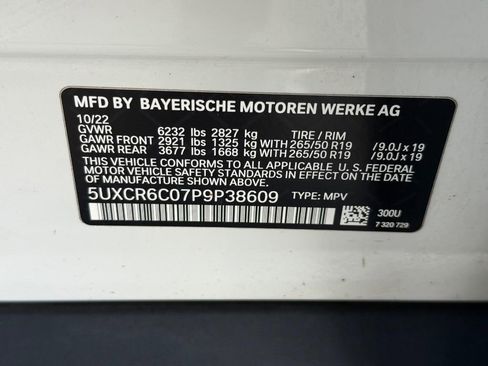 MFD BY BAYERISCHE MOTOREN WERKE AG
10/22
GVWR 6232 lbs 2827 kg TIRE / RIM
GAWR FRONT 2921 lbs 1325 kg 265/50 R19 /9.0J x 19
GAWR REAR 3677 lbs 1668 kg 265/50 R19 /9.0J x 19
THIS VEHICLE CONFORMS TO ALL APPLICABLE U. S. FEDERAL
MOTOR VEHICLE SAFETY AND THEFT PREVENTION STANDARDS IN
EFFECT ON THE DATE OF MANUFACTURE SHOWN ABOVE.
5UXCR6C07P9P38609 TYPE: MPV
300U
7 320 729